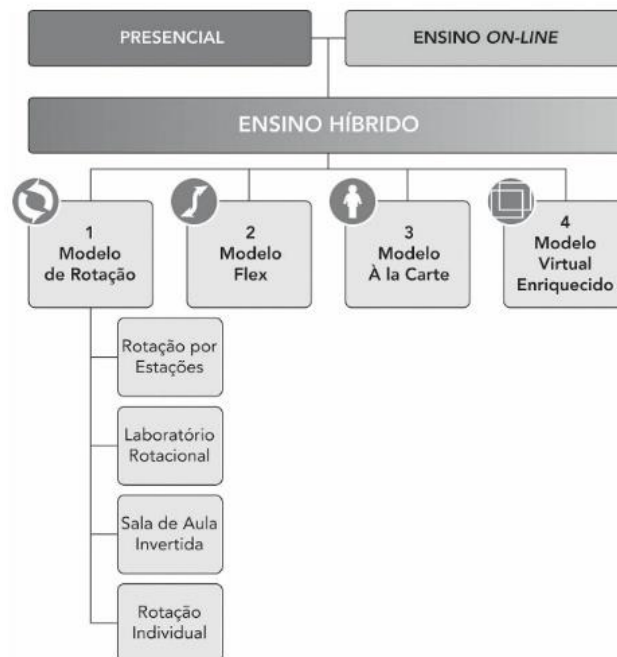 PRESENCIAL
ENSINO ON-LINE
ENSINO HÍBRIDO
1
Modelo
de Rotação
2
Modelo
Flex
3
Modelo
À la Carte
4
Modelo
Virtual
Enriquecido
Rotação por
Estações
Laboratório
Rotacional
Sala de Aula
Invertida
Rotação
Individual